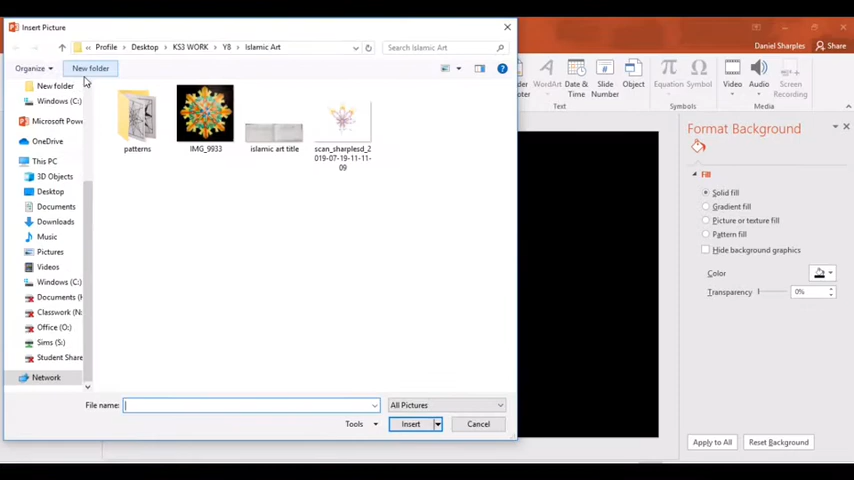 Insert Picture
Daniel Sharples
Share
« Profile > Desktop > KS3 WORK > Y8 > Islamic Art
Search Islamic Art
Organize
New folder
WordArt
Date &
Time
Slide
Number
Object
Equation
Symbol
Video
Audio
Screen
Recording
Text
Symbols
Media
New folder
Windows (C:)
Microsoft Powe
OneDrive
This PC
3D Objects
Desktop
Documents
Downloads
Music
Pictures
Videos
Windows (C:)
Documents (
Classwork (N:
Office (O:)
Sims (S:)
Student Share
Network
patterns
IMG_9933
islamic art title
scan_sharplesd_2
019-07-19-11-11-
09
Format Background
Fill
Solid fill
Gradient fill
Picture or texture fill
Pattern fill
Hide background graphics
Color
Transparency
0%
File name:
All Pictures
Tools
Insert
Cancel
Apply to All
Reset Background